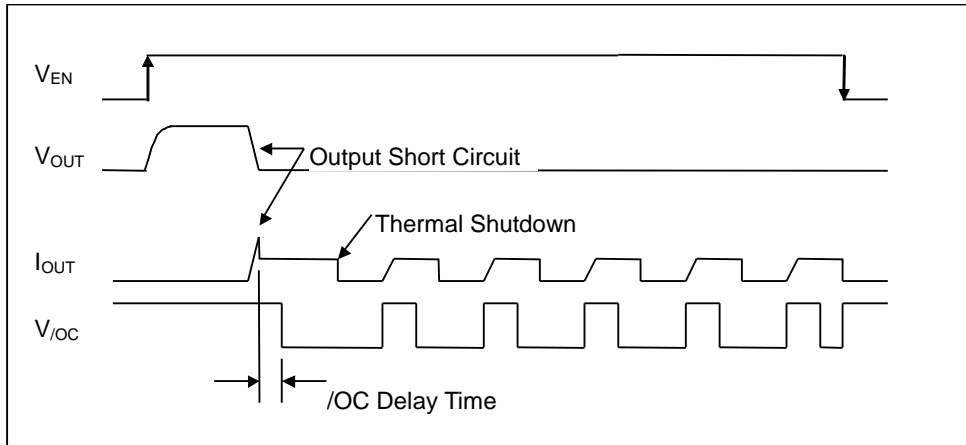 VEN
VOUT
Output Short Circuit
Thermal Shutdown
IOUT
V/OC
/OC Delay Time